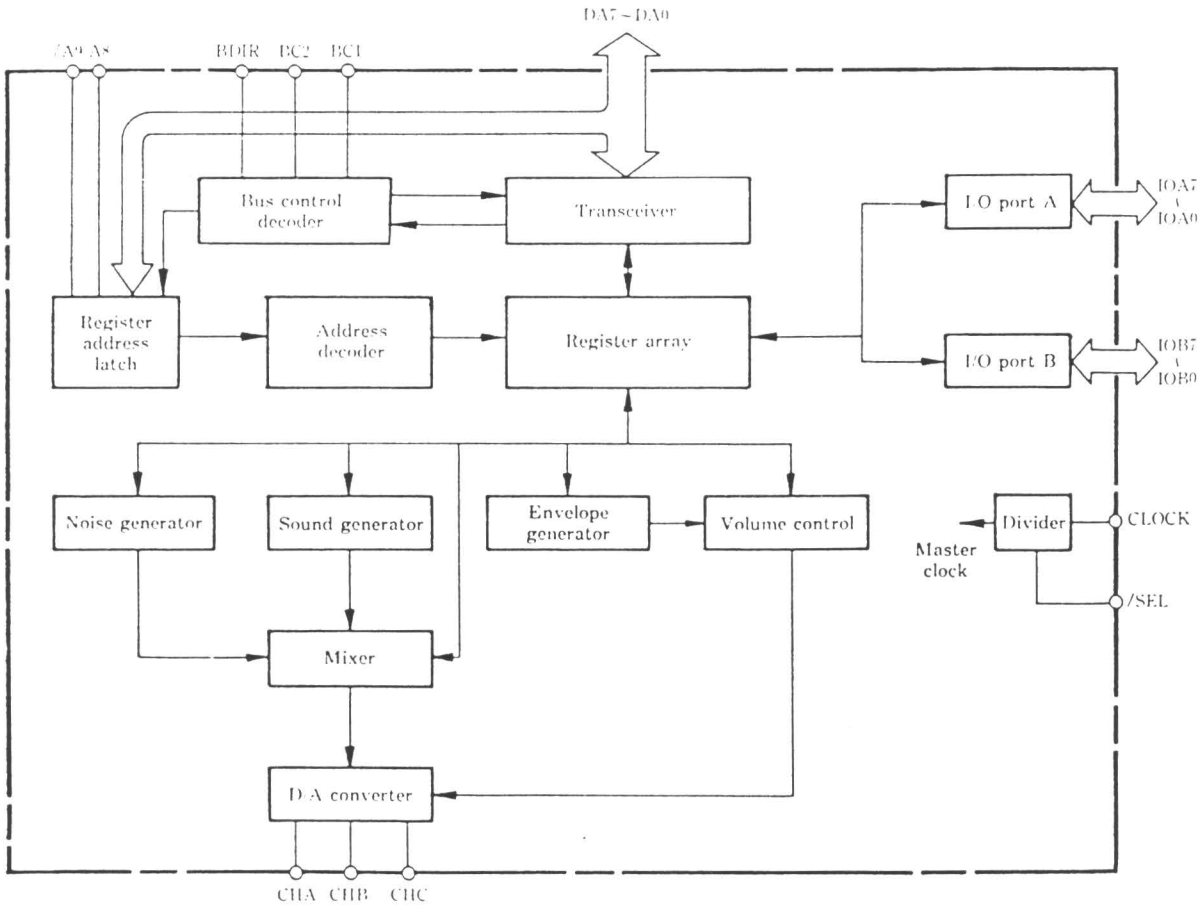 DA7~DA0
/A9 A8 BDIR BC2 BC1
Bus control
decoder
Transceiver
I/O port A
IOA7
~
IOA0
Register
address
latch
Address
decoder
Register array
I/O port B
IOB7
~
IOB0
Noise generator
Sound generator
Envelope
generator
Volume control
Divider
CLOCK
Master
clock
/SEL
Mixer
D/A converter
CHA CHB CHC